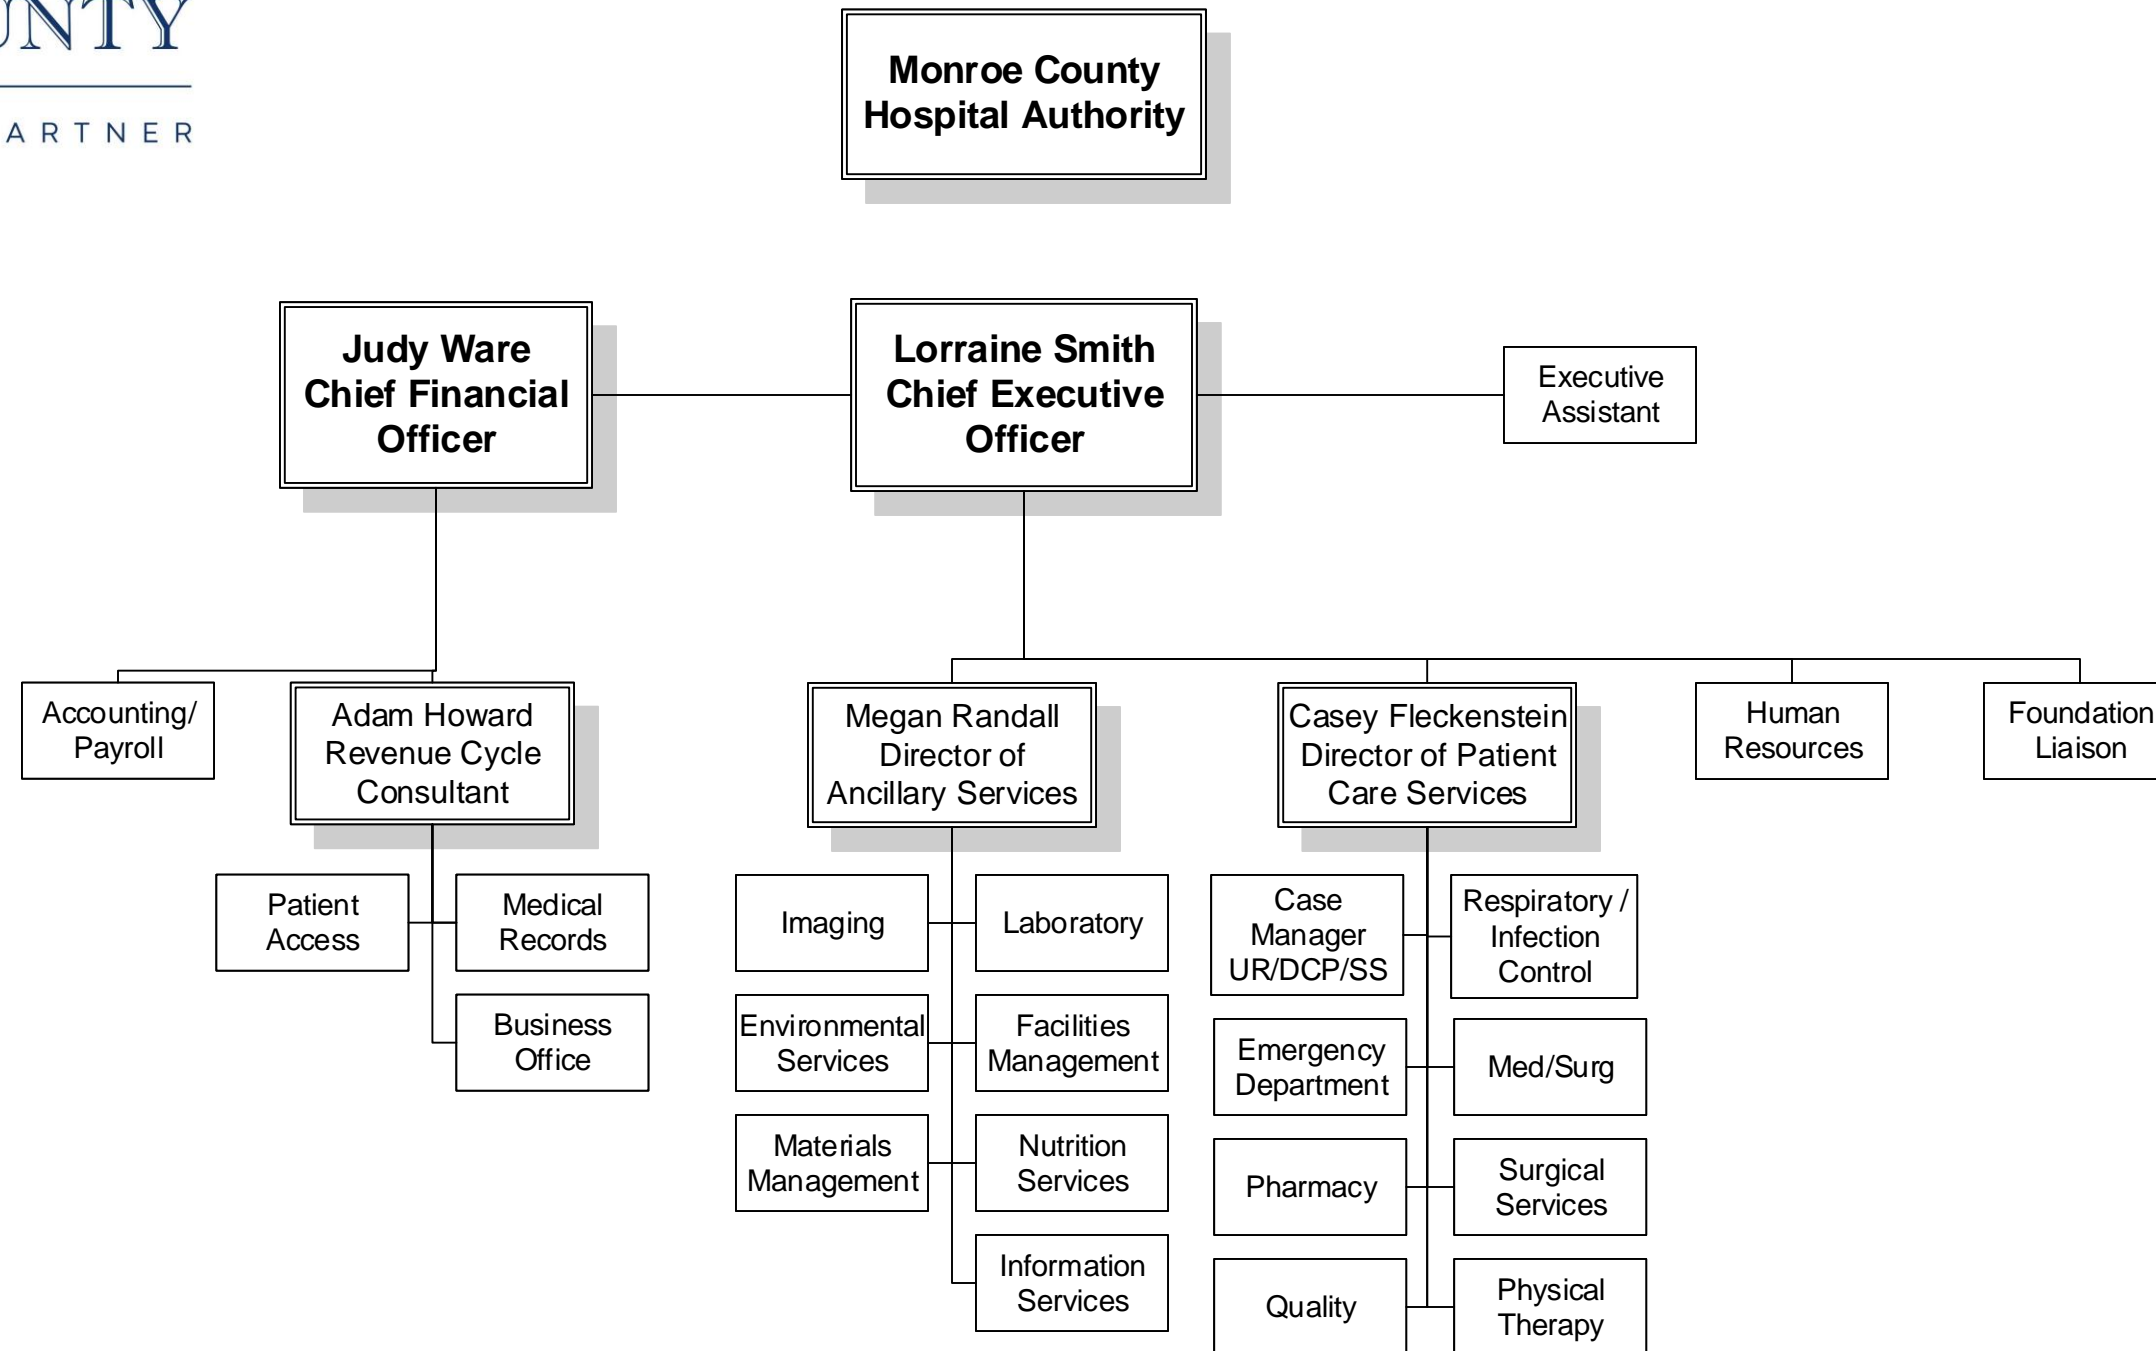 UNTY
ARTNER
Monroe County
Hospital Authority
Judy Ware
Chief Financial
Officer
Lorraine Smith
Chief Executive
Officer
Executive
Assistant
Accounting/
Payroll
Adam Howard
Revenue Cycle
Consultant
Megan Randall
Director of
Ancillary Services
Casey Fleckenstein
Director of Patient
Care Services
Human
Resources
Foundation
Liaison
Patient
Access
Medical
Records
Business
Office
Imaging
Laboratory
Environmental
Services
Facilities
Management
Materials
Management
Nutrition
Services
Information
Services
Case
Manager
UR/DCP/SS
Respiratory /
Infection
Control
Emergency
Department
Med/Surg
Pharmacy
Surgical
Services
Quality
Physical
Therapy